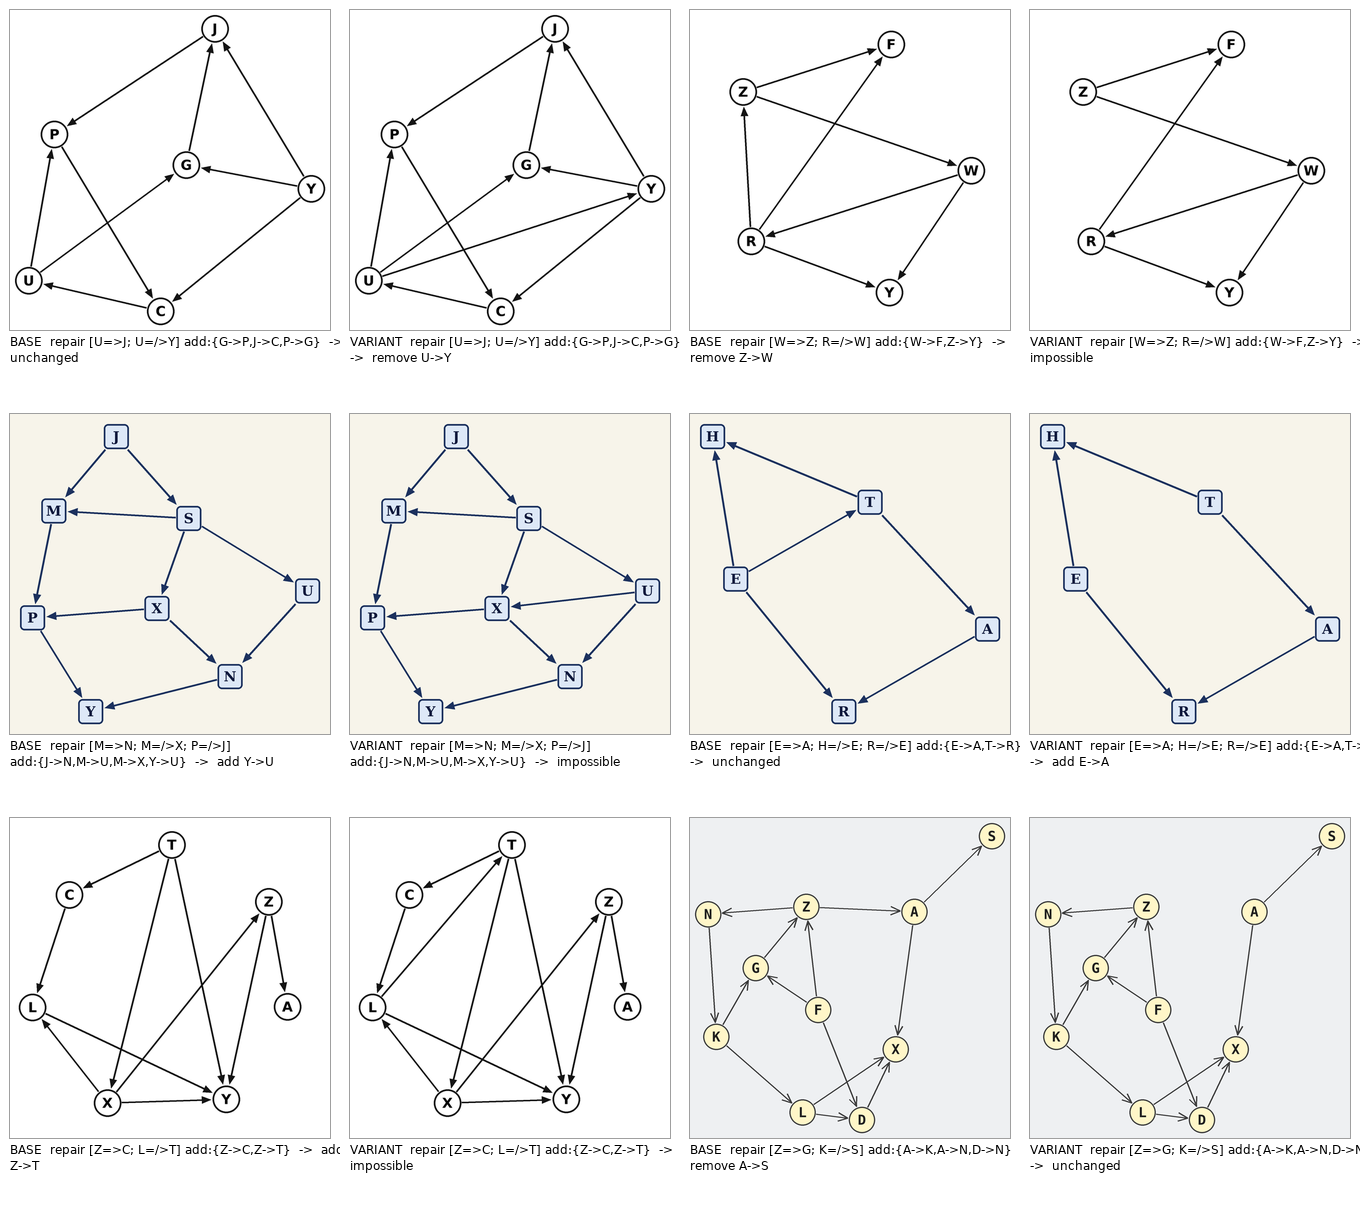 J
P
G
Y
U
C
J
P
G
Y
U
C
F
Z
W
R
Y
F
Z
W
R
Y
BASE repair [U=>J; U=/>Y] add:{G->P,J->C,P->G} ->
unchanged
VARIANT repair [U=>J; U=/>Y] add:{G->P,J->C,P->G}
-> remove U->Y
BASE repair [W=>Z; R=/>W] add:{W->F,Z->Y} ->
remove Z->W
VARIANT repair [W=>Z; R=/>W] add:{W->F,Z->Y} ->
impossible
J
M
S
U
X
P
N
Y
J
M
S
U
X
P
N
Y
H
T
E
A
R
H
T
E
A
R
BASE repair [M=>N; M=/>X; P=/>J]
add:{J->N,M->U,M->X,Y->U} -> add Y->U
VARIANT repair [M=>N; M=/>X; P=/>J]
add:{J->N,M->U,M->X,Y->U} -> impossible
BASE repair [E=>A; H=/>E; R=/>E] add:{E->A,T->R}
-> unchanged
VARIANT repair [E=>A; H=/>E; R=/>E] add:{E->A,T->
-> add E->A
T
C
Z
L
A
X
Y
T
C
Z
L
A
X
Y
S
N
Z
A
G
F
K
X
L
D
S
N
Z
A
G
F
K
X
L
D
BASE repair [Z=>C; L=/>T] add:{Z->C,Z->T} -> add
Z->T
VARIANT repair [Z=>C; L=/>T] add:{Z->C,Z->T} ->
impossible
BASE repair [Z=>G; K=/>S] add:{A->K,A->N,D->N}
remove A->S
VARIANT repair [Z=>G; K=/>S] add:{A->K,A->N,D->N
-> unchanged